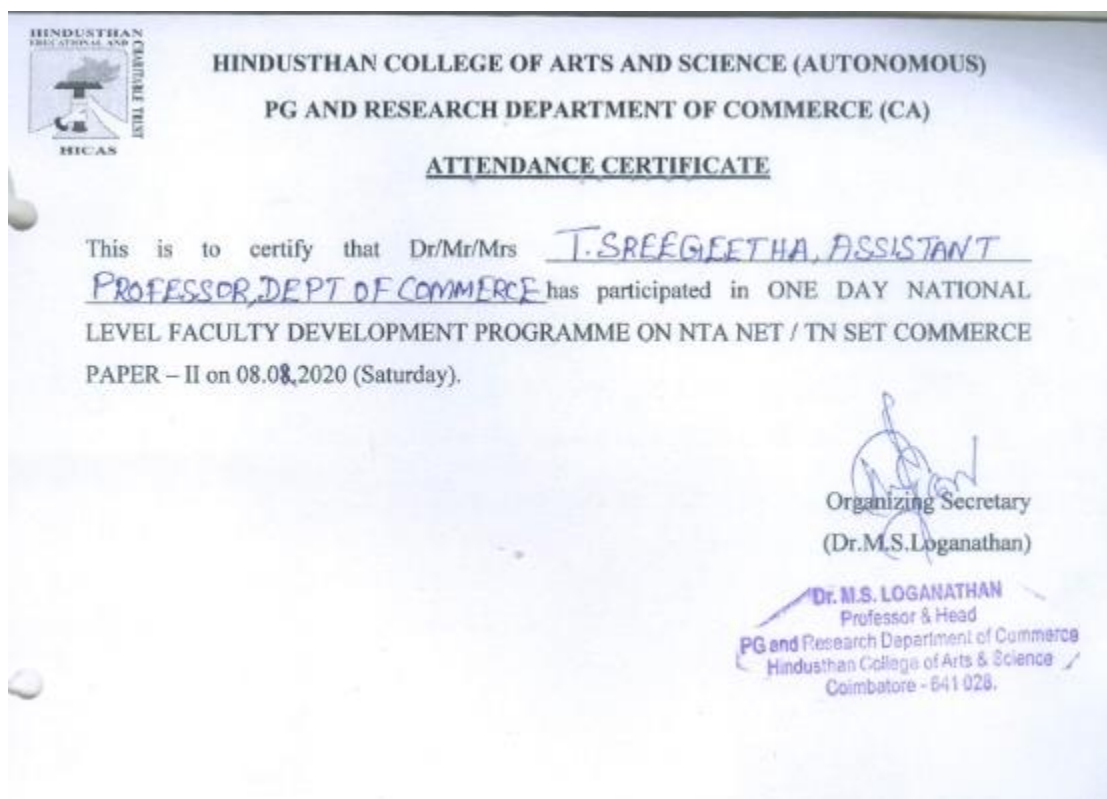 HINDUSTHAN
EDUCATIONAL AND
CHARITABLE TRUST
HICAS
HINDUSTHAN COLLEGE OF ARTS AND SCIENCE (AUTONOMOUS)
PG AND RESEARCH DEPARTMENT OF COMMERCE (CA)
ATTENDANCE CERTIFICATE
This is to certify that Dr/Mr/Mrs T. SREEGEETHA, ASSISTANT
PROFESSOR, DEPT OF COMMERCE has participated in ONE DAY NATIONAL
LEVEL FACULTY DEVELOPMENT PROGRAMME ON NTA NET / TN SET COMMERCE
PAPER – II on 08.08.2020 (Saturday).
Organizing Secretary
(Dr.M.S.Loganathan)
Dr. M.S. LOGANATHAN
Professor & Head
PG and Research Department of Commerce
Hindusthan College of Arts & Science
Coimbatore - 641 028.